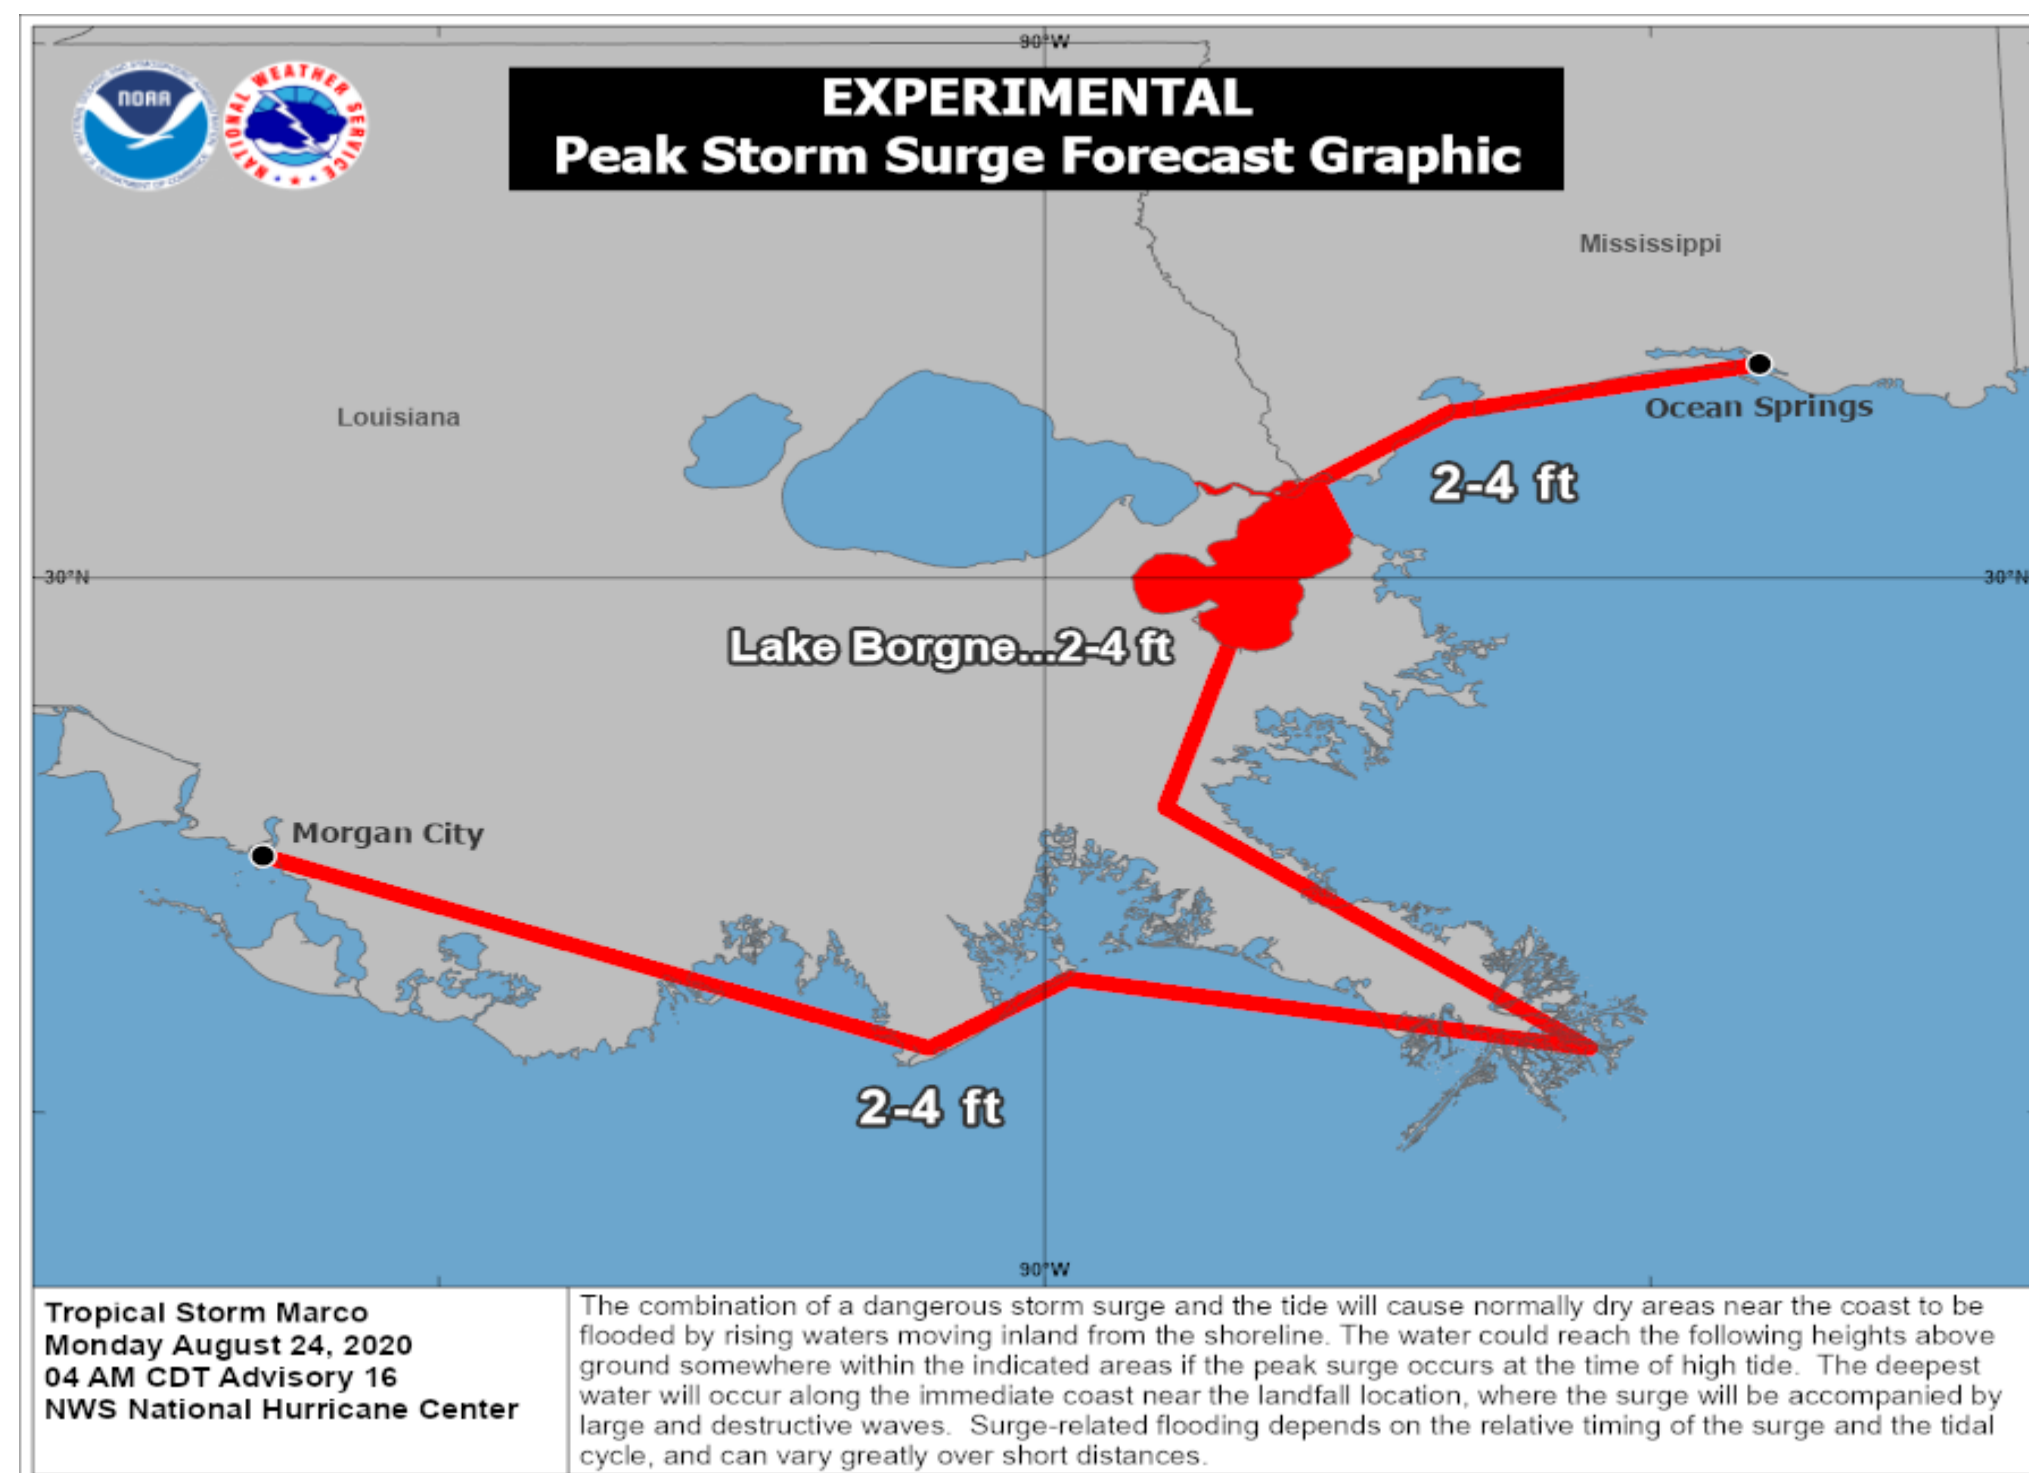 90°W
EXPERIMENTAL
Peak Storm Surge Forecast Graphic
NOAA
NATIONAL WEATHER SERVICE
Mississippi
Louisiana
Ocean Springs
2-4 ft
30°N
30°N
Lake Borgne...2-4 ft
Morgan City
2-4 ft
90°W
Tropical Storm Marco
Monday August 24, 2020
04 AM CDT Advisory 16
NWS National Hurricane Center
The combination of a dangerous storm surge and the tide will cause normally dry areas near the coast to be
flooded by rising waters moving inland from the shoreline. The water could reach the following heights above
ground somewhere within the indicated areas if the peak surge occurs at the time of high tide.  The deepest
water will occur along the immediate coast near the landfall location, where the surge will be accompanied by
large and destructive waves.  Surge-related flooding depends on the relative timing of the surge and the tidal
cycle, and can vary greatly over short distances.